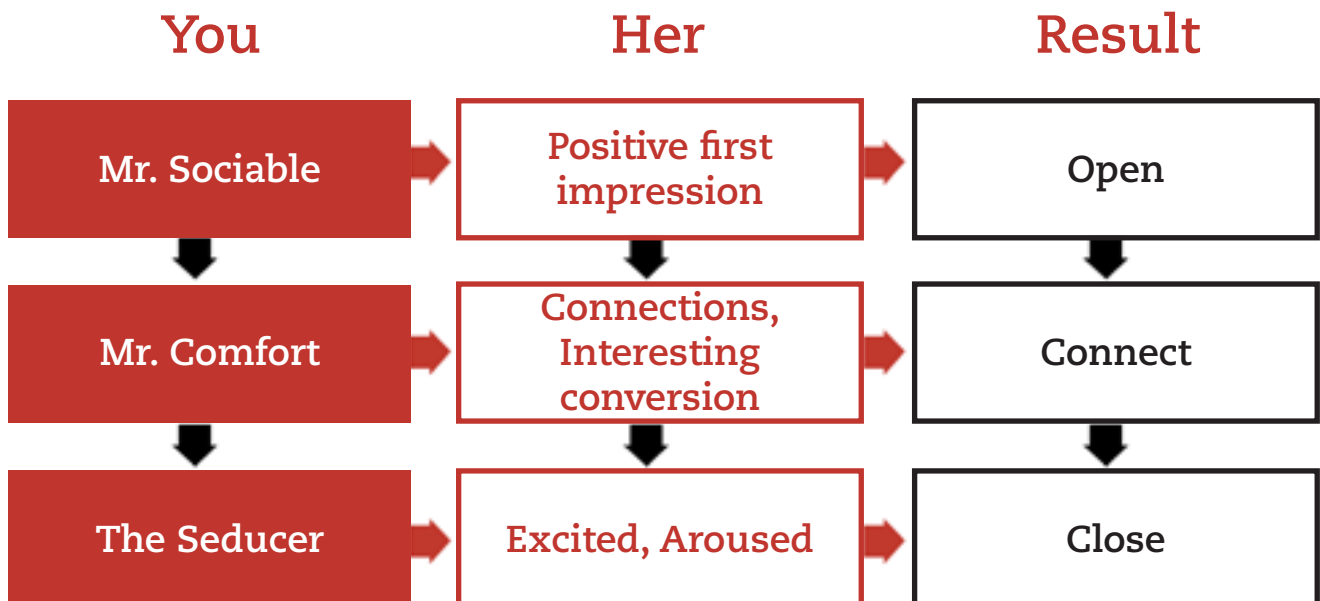 You
Her
Result
Mr. Sociable
Positive first
impression
Open
Mr. Comfort
Connections,
Interesting
conversion
Connect
The Seducer
Excited, Aroused
Close